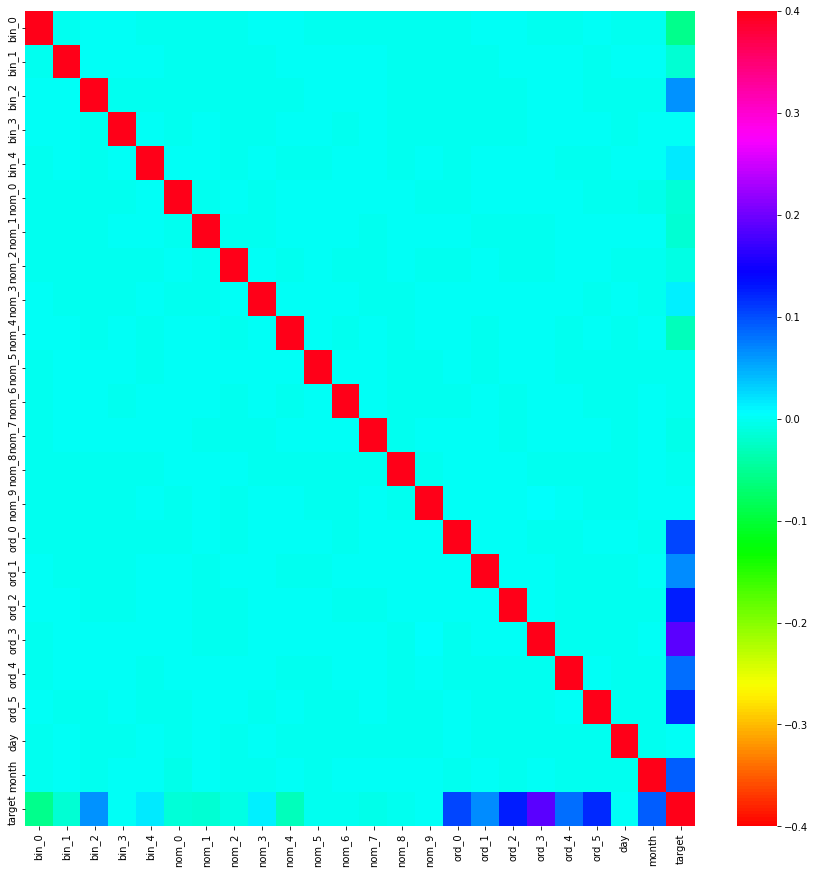 bin_0
bin_1
bin_2
bin_3
bin_4
nom_0
nom_1
nom_2
nom_3
nom_4
nom_5
nom_6
nom_7
nom_8
nom_9
ord_0
ord_1
ord_2
ord_3
ord_4
ord_5
day
month
target
bin_0 bin_1 bin_2 bin_3 bin_4 nom_0 nom_1 nom_2 nom_3 nom_4 nom_5 nom_6 nom_7 nom_8 nom_9 ord_0 ord_1 ord_2 ord_3 ord_4 ord_5 day month target
0.4
0.3
0.2
0.1
0.0
−0.1
−0.2
−0.3
−0.4